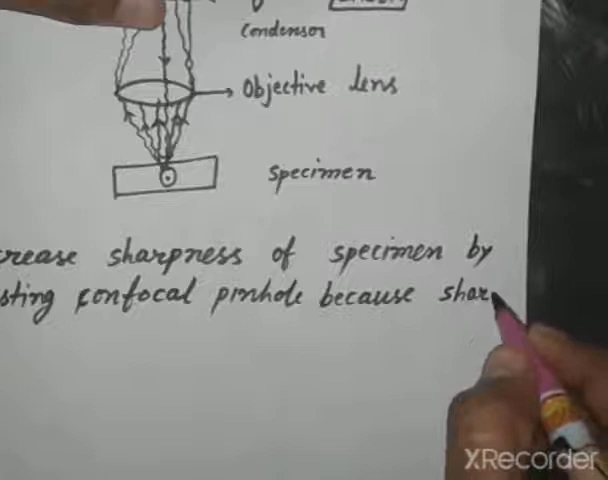 Condensor
Objective lens
Specimen
crease sharpness of specimen by
sting confocal pinhole because shar
XRecorder